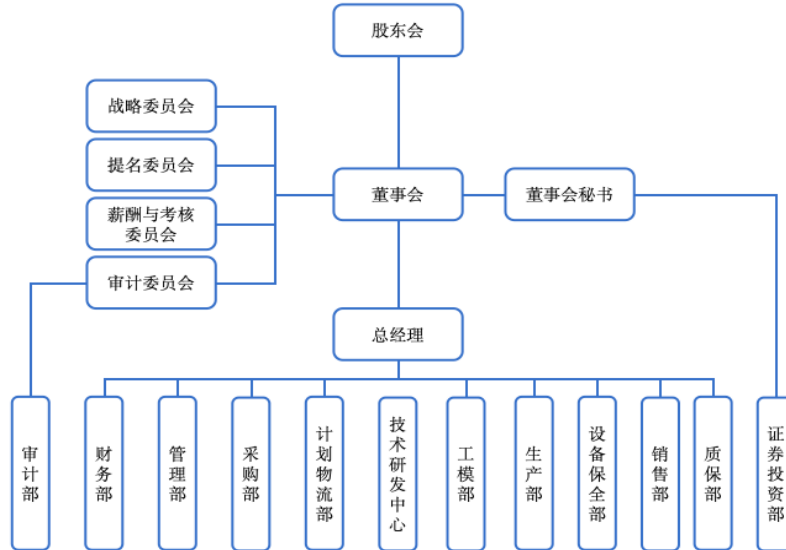 股东会
战略委员会
提名委员会
董事会
董事会秘书
薪酬与考核
委员会
审计委员会
总经理
审计部
财务部
管理部
采购部
计划物流部
技术研发中心
工模部
生产部
设备保全部
销售部
质保部
证券投资部